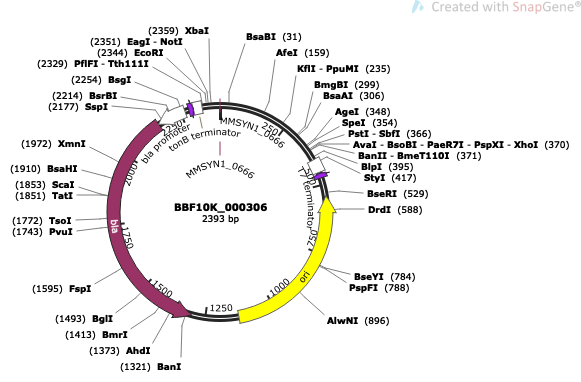 Created with SnapGene®
(2359) XbaI
(2351) EagI - NotI
(2344) EcoRI
(2329) PflFI - Tth111I
(2254) BsgI
(2214) BsrBI
(2177) SspI
(1972) XmnI
(1910) BsaHI
(1853) ScaI
(1851) TatI
(1772) TsoI
(1743) PvuI
(1595) FspI
(1493) BglI
(1413) BmrI
(1373) AhdI
(1321) BanI
BsaBI (31)
AfeI (159)
KflI - PpuMI (235)
BmgBI (299)
BsaAI (306)
AgeI (348)
SpeI (354)
PstI - SbfI (366)
AvaI - BsoBI - PaeR7I - PspXI - XhoI (370)
BanII - BmeT110I (371)
BlpI (395)
StyI (417)
BseRI (529)
DrdI (588)
BseYI (784)
PspFI (788)
AlwNI (896)
MMSYN1_0666
MMSYN1_0666
bla promoter
tonB terminator
T7 terminator
bla
ori
250
500
750
1000
1250
1500
1750
2000
2250
BBF10K_000306
2393 bp